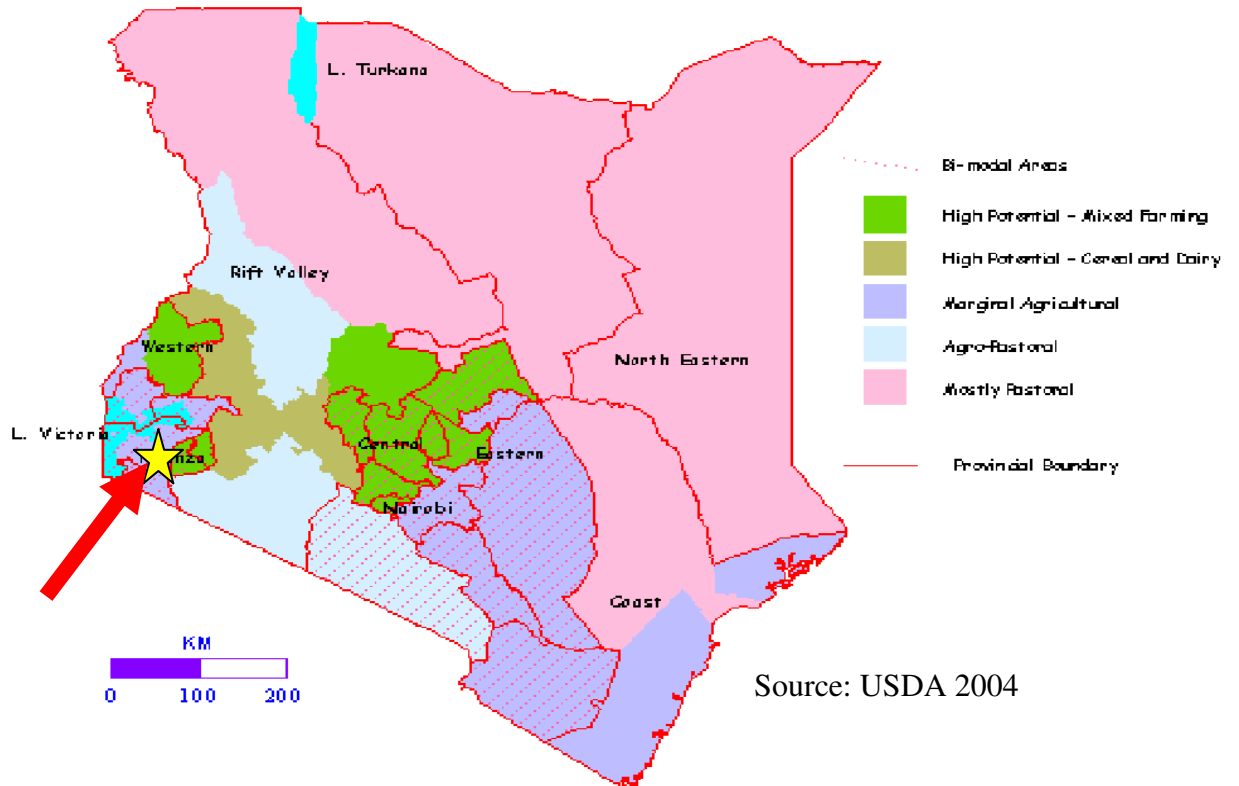 L. Turkana
Bi-modal Areas
High Potential - Mixed Farming
Rift Valley
High Potential - Cereal and Dairy
Marginal Agricultural
Western
Agro-Pastoral
North Eastern
Mostly Pastoral
L. Victoria
Central
Eastern
Provincial Boundary
Nairobi
Coast
KM
0 100 200
Source: USDA 2004